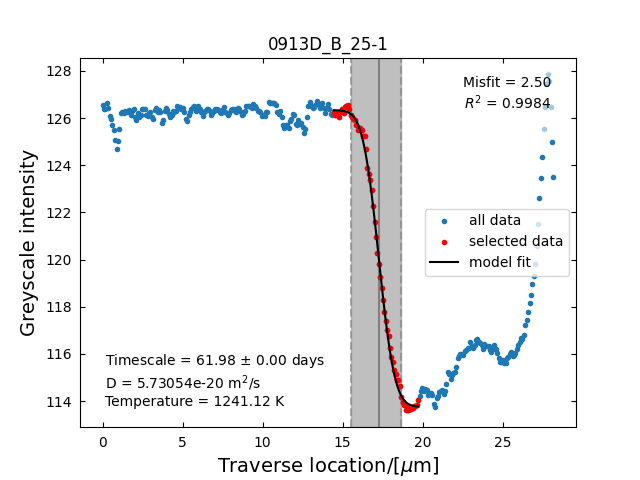 0913D_B_25-1
Misfit = 2.50
R² = 0.9984
128
126
124
122
120
118
116
114
Greyscale intensity
all data
selected data
model fit
Timescale = 61.98 ± 0.00 days
D = 5.73054e-20 m²/s
Temperature = 1241.12 K
0 5 10 15 20 25
Traverse location/[μm]